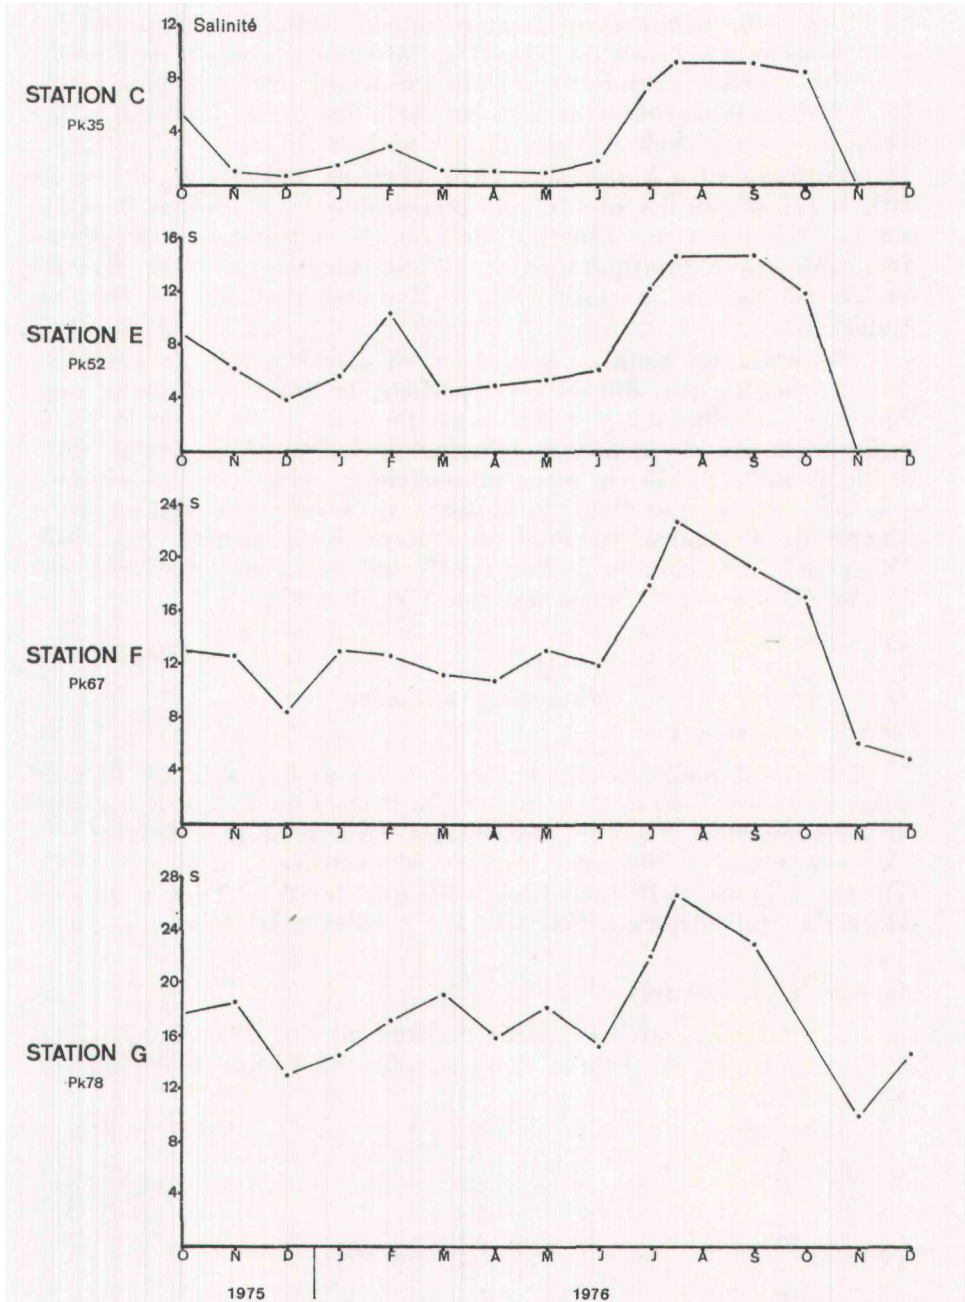 12 Salinité
8
STATION C
Pk35
4
O N D J F M A M J J A S O N D
16 S
12
STATION E
8
Pk52
4
O N D J F M A M J J A S O N D
24 S
20
16
STATION F
12
Pk67
8
4
O N D J F M A M J J A S O N D
28 S
24
20
16
STATION G
Pk78
12
8
4
O N D J F M A M J J A S O N D
1975 1976